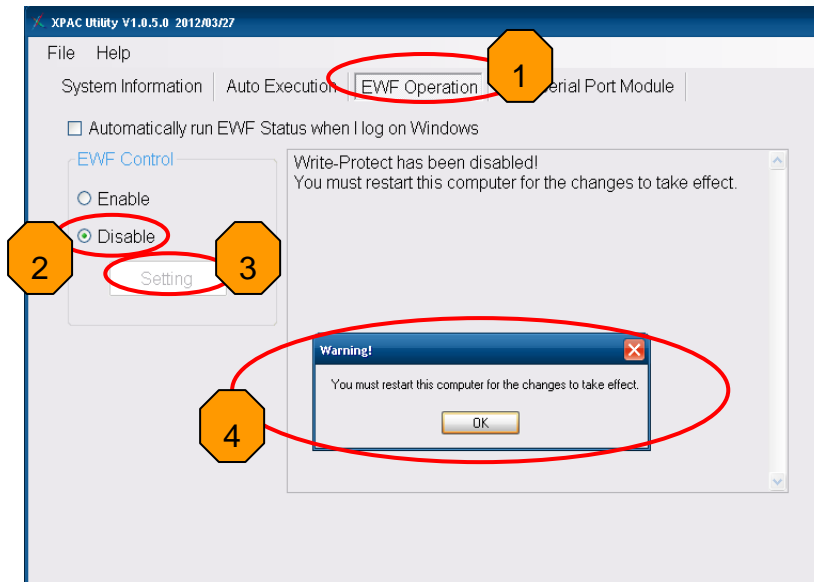 XPAC Utility V1.0.5.0 2012/03/27
File Help
System Information Auto Execution EWF Operation 1 Serial Port Module
Automatically run EWF Status when I log on Windows
EWF Control
Enable
2 Disable
Setting 3
Write-Protect has been disabled!
You must restart this computer for the changes to take effect.
Warning!
You must restart this computer for the changes to take effect.
OK
4